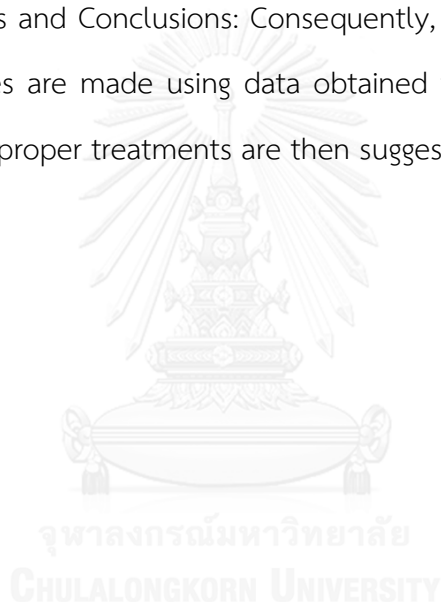 s and Conclusions: Consequently,
es are made using data obtained
proper treatments are then sugges
จุฬาลงกรณ์มหาวิทยาลัย
CHULALONGKORN UNIVERSITY